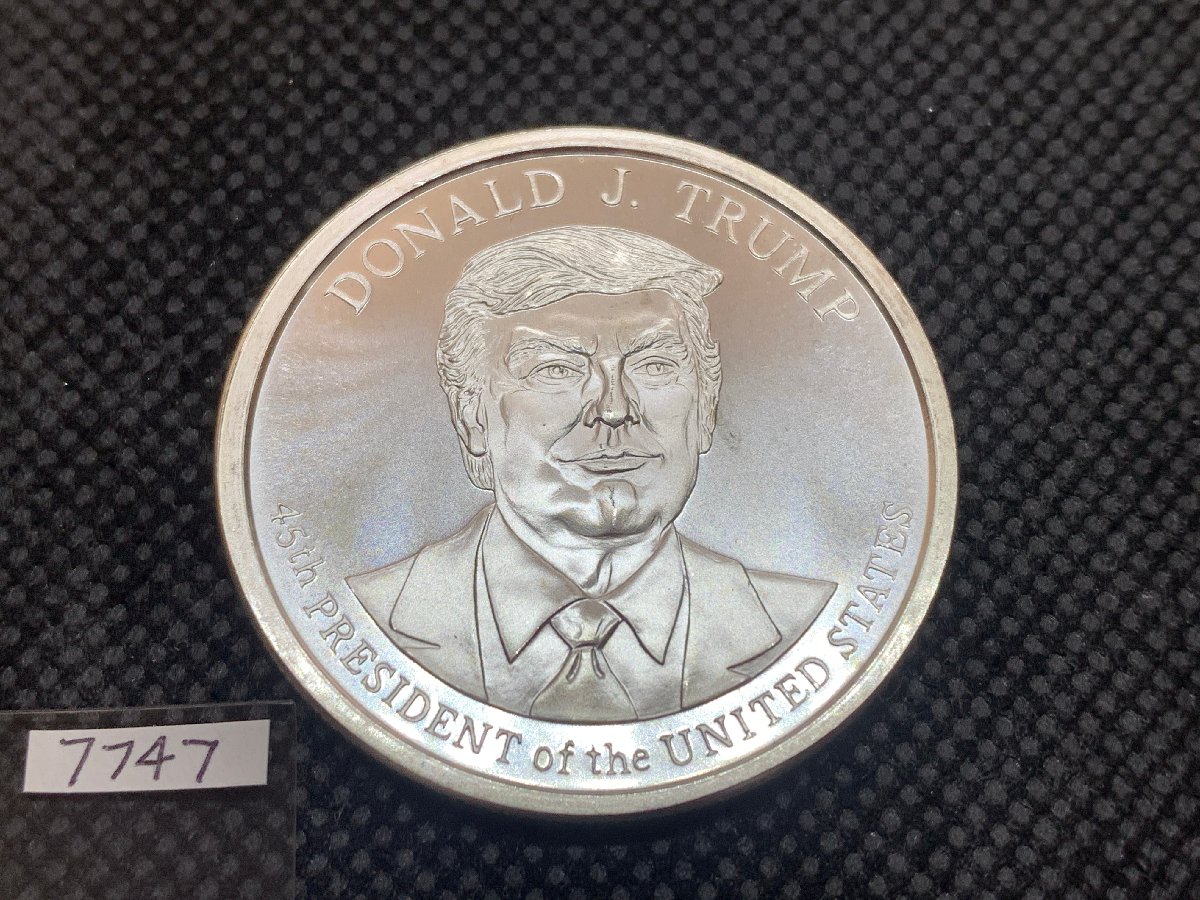 DONALD J. TRUMP
45th PRESIDENT of the UNITED STATES
7747